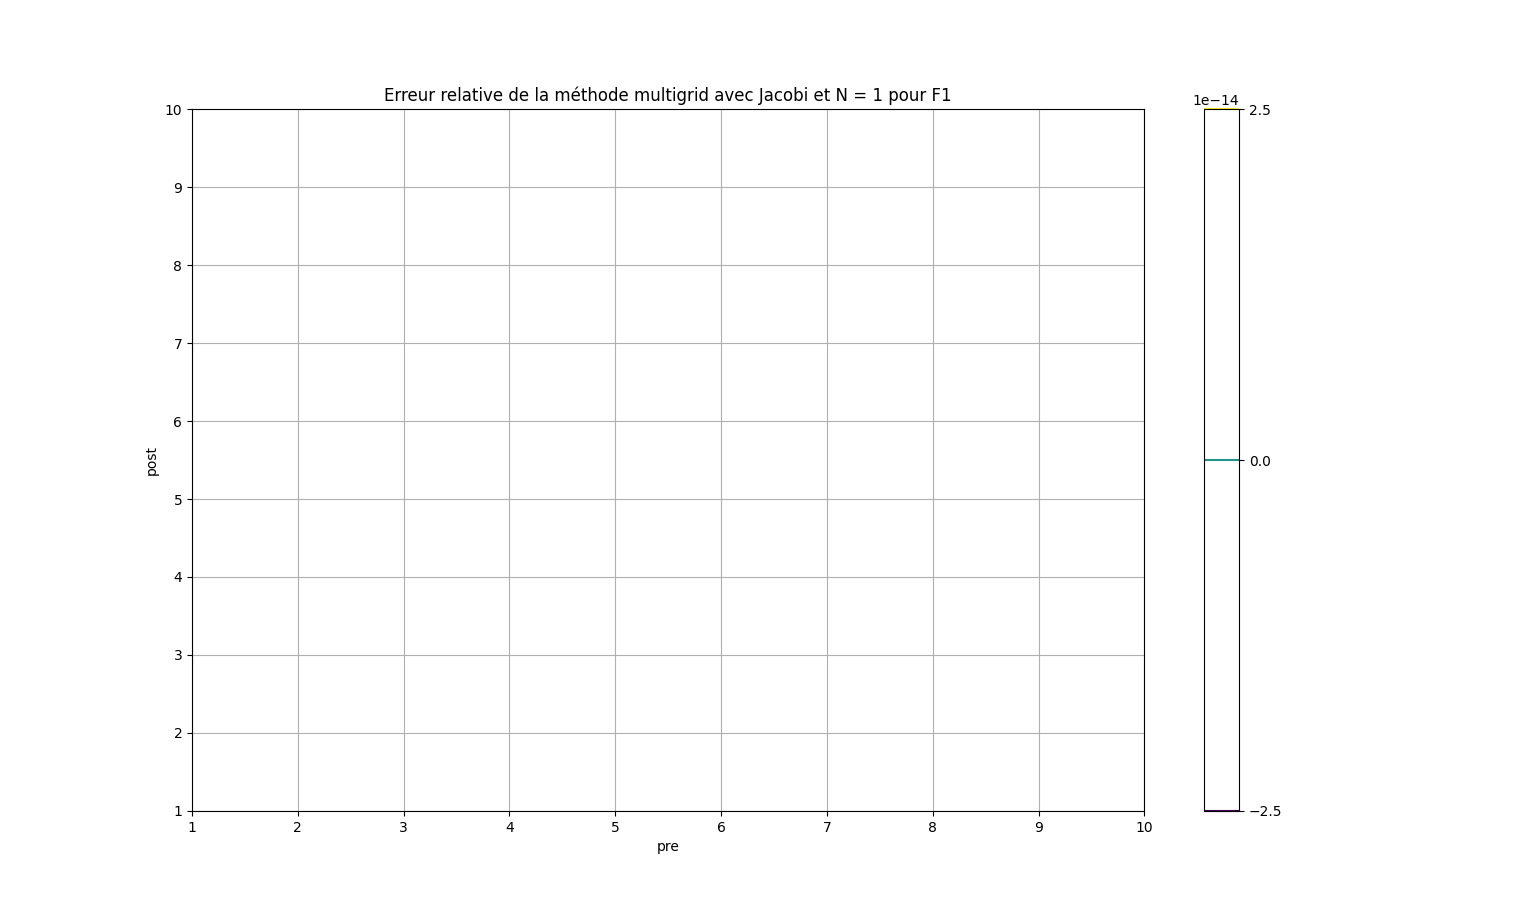 Erreur relative de la méthode multigrid avec Jacobi et N = 1 pour F1
10
9
8
7
6
5
4
3
2
1
post
1 2 3 4 5 6 7 8 9 10
pre
1e−14
2.5
0.0
−2.5